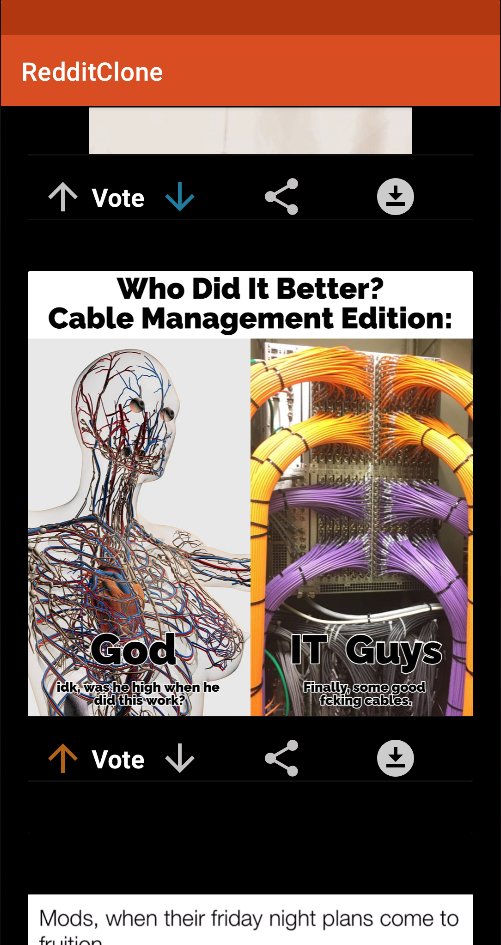 RedditClone
Vote
Who Did It Better?
Cable Management Edition:
God
idk, was he high when he
did this work?
IT Guys
Finally, some good
fcking cables.
Vote
Mods, when their friday night plans come to
fruition